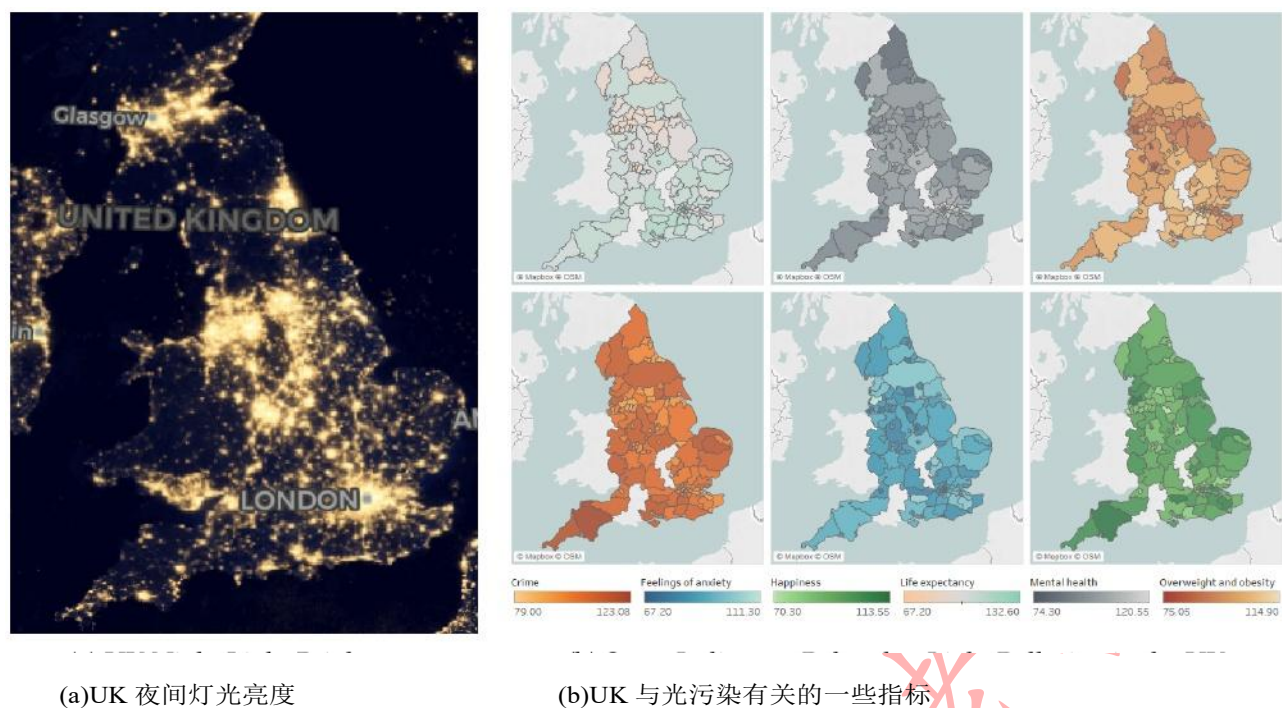 Glasgow
UNITED KINGDOM
in
LONDON
A
© Mapbox © OSM
© Mapbox © OSM
© Mapbox © OSM
© Mapbox © OSM
© Mapbox © OSM
© Mapbox © OSM
Crime
79.00 123.08
Feelings of anxiety
67.20 111.30
Happiness
70.30 113.55
Life expectancy
67.20 132.60
Mental health
74.30 120.55
Overweight and obesity
75.05 114.90
(a)UK 夜间灯光亮度
(b)UK 与光污染有关的一些指标